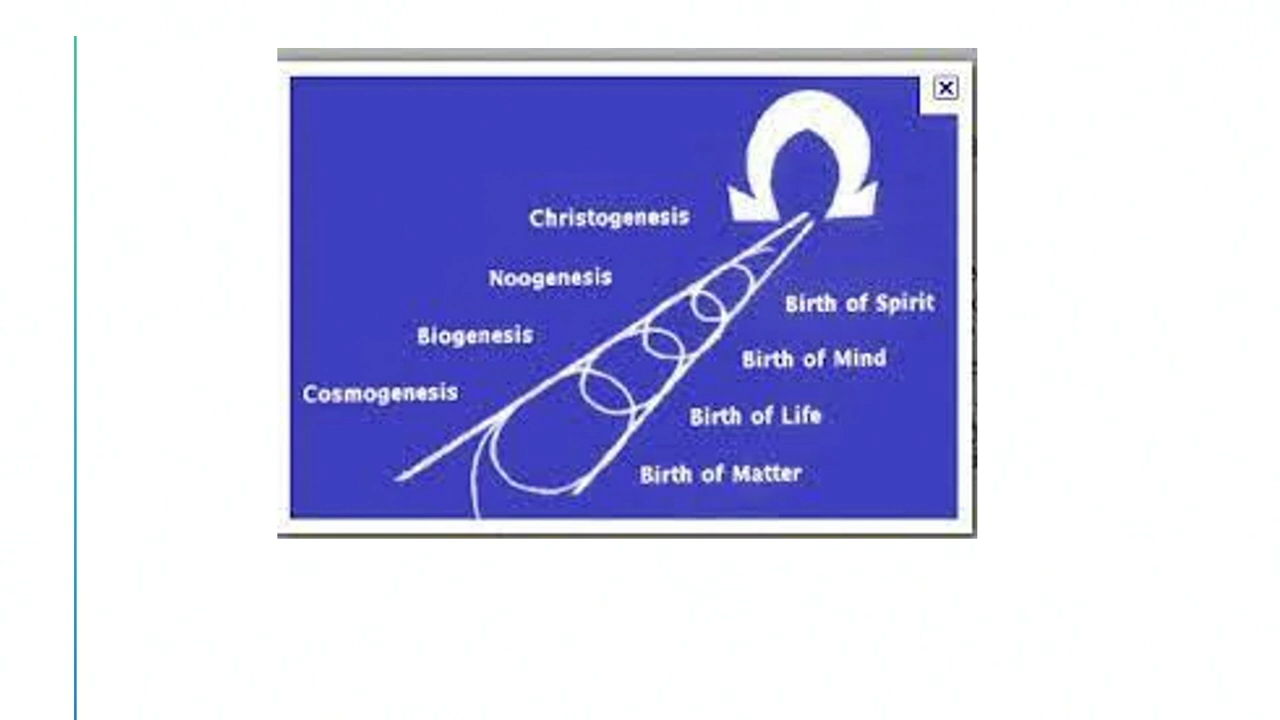 Christogenesis
Noogenesis
Biogenesis
Cosmogenesis
Birth of Spirit
Birth of Mind
Birth of Life
Birth of Matter